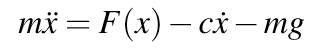 mẍ = F(x) − cẋ − mg